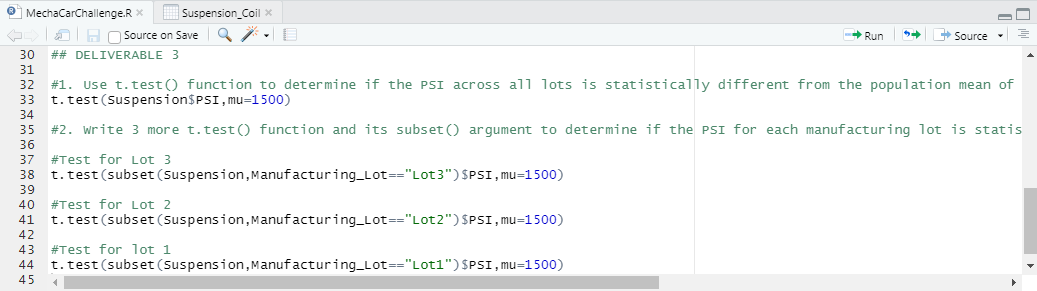 MechaCarChallenge.R × Suspension_Coil ×
Source on Save Run Source
30 ## DELIVERABLE 3
31
32 #1. Use t.test() function to determine if the PSI across all lots is statistically different from the population mean of
33 t.test(Suspension$PSI,mu=1500)
34
35 #2. Write 3 more t.test() function and its subset() argument to determine if the PSI for each manufacturing lot is statis
36
37 #Test for Lot 3
38 t.test(subset(Suspension,Manufacturing_Lot=="Lot3")$PSI,mu=1500)
39
40 #Test for Lot 2
41 t.test(subset(Suspension,Manufacturing_Lot=="Lot2")$PSI,mu=1500)
42
43 #Test for lot 1
44 t.test(subset(Suspension,Manufacturing_Lot=="Lot1")$PSI,mu=1500)
45